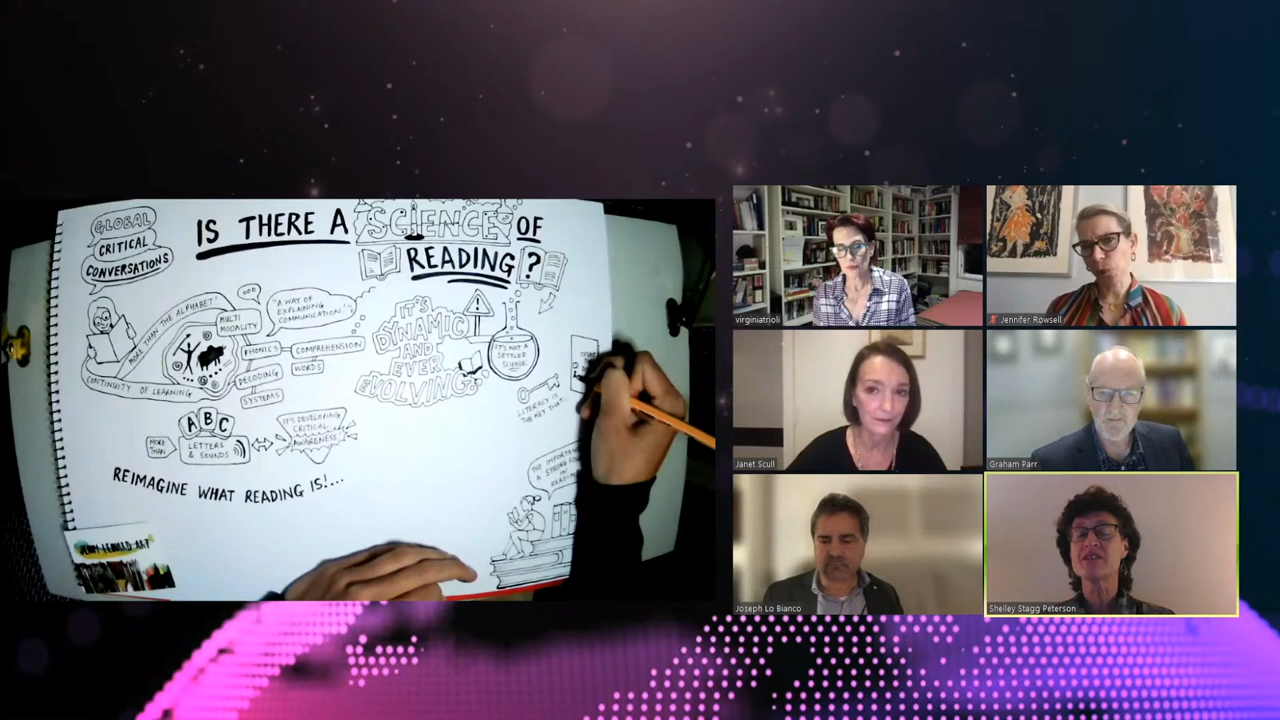 GLOBAL
CRITICAL
CONVERSATIONS
IS THERE A SCIENCE OF
READING?
MORE THAN THE ALPHABET!
CONTINUITY OF LEARNING
MULTI
MODALITY
"A WAY OF
EXPLAINING
COMMUNICATION."
PHONICS
COMPREHENSION
WORDS
DECODING
SYSTEMS
IT'S
DYNAMIC
AND
EVER
EVOLVING
IT'S NOT A
SETTLED
SCIENCE
LITERACY IS
THE KEY THAT
MORE
THAN
ABC
LETTERS
& SOUNDS
IT'S DEVELOPING
CRITICAL
AWARENESS
REIMAGINE WHAT READING IS!...
THE
A STRONG
IN
virginiatrioli
Jennifer Rowsell
Janet Scull
Graham Parr
Joseph Lo Bianco
Shelley Stagg Peterson